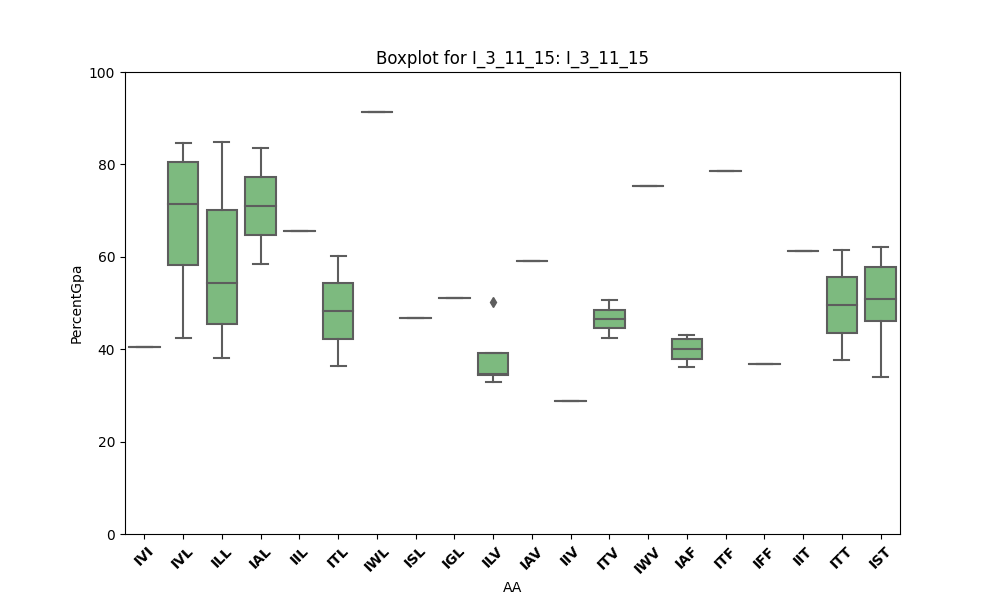 Boxplot for I_3_11_15: I_3_11_15
100
80
60
40
20
0
PercentGpa
IVI IVL ILL IAL IIL ITL IWL ISL IGL ILV IAV IIV ITV IWV IAF ITF IFF IIT ITT IST
AA